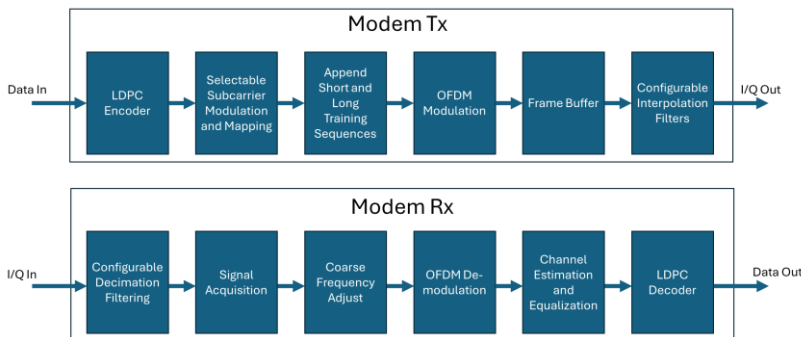 Modem Tx
Data In
LDPC
Encoder
Selectable
Subcarrier
Modulation
and Mapping
Append
Short and
Long
Training
Sequences
OFDM
Modulation
Frame Buffer
Configurable
Interpolation
Filters
I/Q Out
Modem Rx
I/Q In
Configurable
Decimation
Filtering
Signal
Acquisition
Coarse
Frequency
Adjust
OFDM De-
modulation
Channel
Estimation
and
Equalization
LDPC
Decoder
Data Out